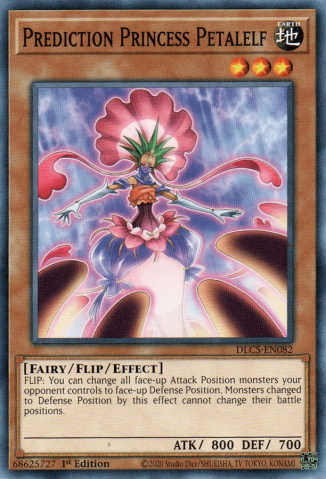 PREDICTION PRINCESS PETALELF
EARTH
地
DLCS-EN082
[FAIRY/FLIP/EFFECT]
FLIP: You can change all face-up Attack Position monsters your
opponent controls to face-up Defense Position. Monsters changed
to Defense Position by this effect cannot change their battle
positions.
ATK/ 800 DEF/ 700
68625727 1st Edition ©2020 Studio Dice/SHUEISHA, TV TOKYO, KONAMI